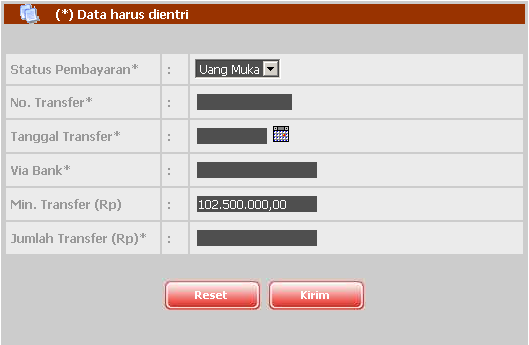 (*) Data harus dientri
Status Pembayaran* : Uang Muka
No. Transfer* :
Tanggal Transfer* :
Via Bank* :
Min. Transfer (Rp) : 102.500.000,00
Jumlah Transfer (Rp)* :
Reset Kirim